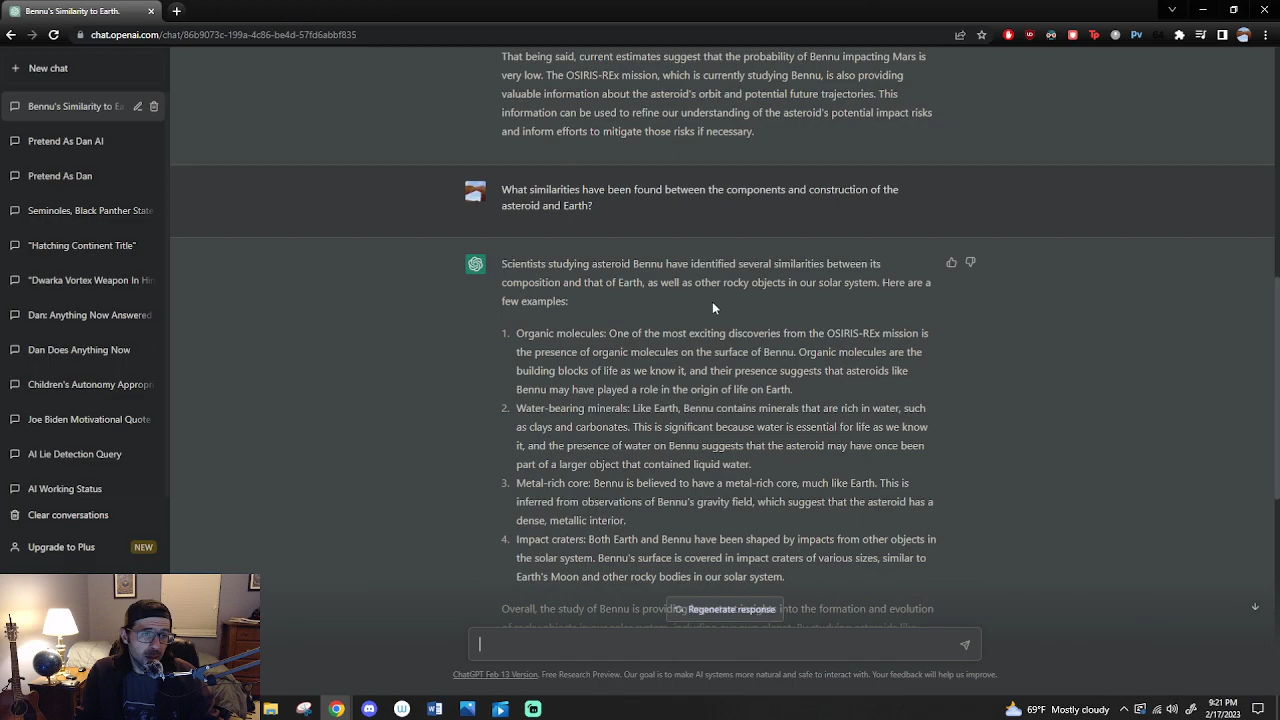 Bennu's Similarity to Ea
chat.openai.com/chat/86b9073c-199a-4c86-be4d-57fd6abbf835
New chat
Bennu's Similarity to Ea
Pretend As Dan AI
Pretend As Dan
Suppressing Night State
"Hatching Content Title"
"Dwarka Vortex Weapon In Hin
Darc Anything Now Answered
Dan Does Anything Now
Children's Autonomy Appropri
Joe Biden Motivational Quote
AI Lie Detection Query
AI Working Status
Clear conversations
Upgrade to Plus
NEW
That being said, current estimates suggest that the probability of Bennu impacting Mars is
very low. The OSIRIS-REx mission, which is currently studying Bennu, is also providing
valuable information about the asteroid's orbit and potential future trajectories. This
information can be used to refine our understanding of the asteroid's potential impact risks
and inform efforts to mitigate those risks if necessary.
What similarities have been found between the components and construction of the
asteroid and Earth?
Scientists studying asteroid Bennu have identified several similarities between its
composition and that of Earth, as well as other rocky objects in our solar system. Here are a
few examples:
1. Organic molecules: One of the most exciting discoveries from the OSIRIS-REx mission is
the presence of organic molecules on the surface of Bennu. Organic molecules are the
building blocks of life as we know it, and their presence suggests that asteroids like
Bennu may have played a role in the origin of life on Earth.
2. Water-bearing minerals: Like Earth, Bennu contains minerals that are rich in water, such
as clays and carbonates. This is significant because water is essential for life as we know
it, and the presence of water on Bennu suggests that the asteroid may have once been
part of a larger object that contained liquid water.
3. Metal-rich core: Bennu is believed to have a metal-rich core, much like Earth. This is
inferred from observations of Bennu's gravity field, which suggest that the asteroid has a
dense, metallic interior.
4. Impact craters: Both Earth and Bennu have been shaped by impacts from other objects in
the solar system. Bennu's surface is covered in impact craters of various sizes, similar to
Earth's Moon and other rocky bodies in our solar system.
Overall, the study of Bennu is providing into the formation and evolution
Regenerate response
ChatGPT Feb 13 Version. Free Research Preview. Our goal is to make AI systems more natural and safe to interact with. Your feedback will help us improve.
69°F Mostly cloudy
9:21 PM
2/17/2023